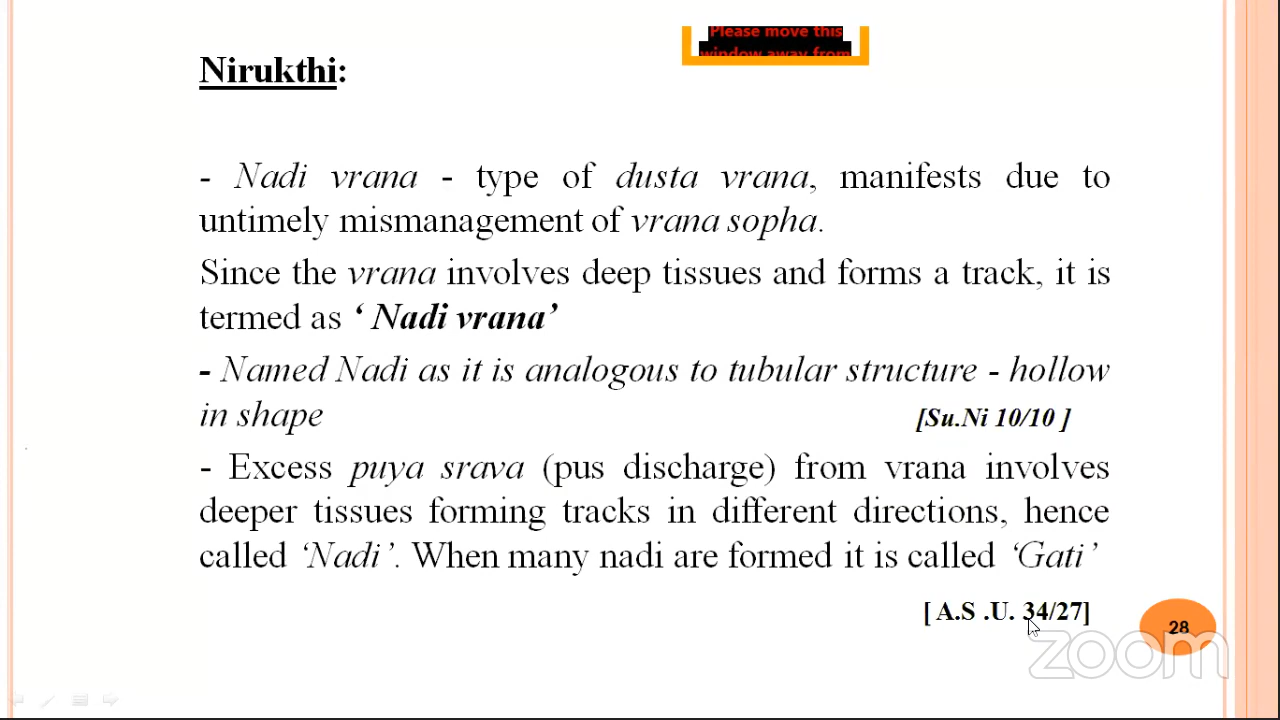 Please move this
window away from
Nirukthi:
- Nadi vrana - type of dusta vrana, manifests due to
untimely mismanagement of vrana sopha.
Since the vrana involves deep tissues and forms a track, it is
termed as ‘ Nadi vrana’
- Named Nadi as it is analogous to tubular structure - hollow
in shape [Su.Ni 10/10 ]
- Excess puya srava (pus discharge) from vrana involves
deeper tissues forming tracks in different directions, hence
called ‘Nadi’. When many nadi are formed it is called ‘Gati’
[ A.S .U. 34/27]
28
zoom